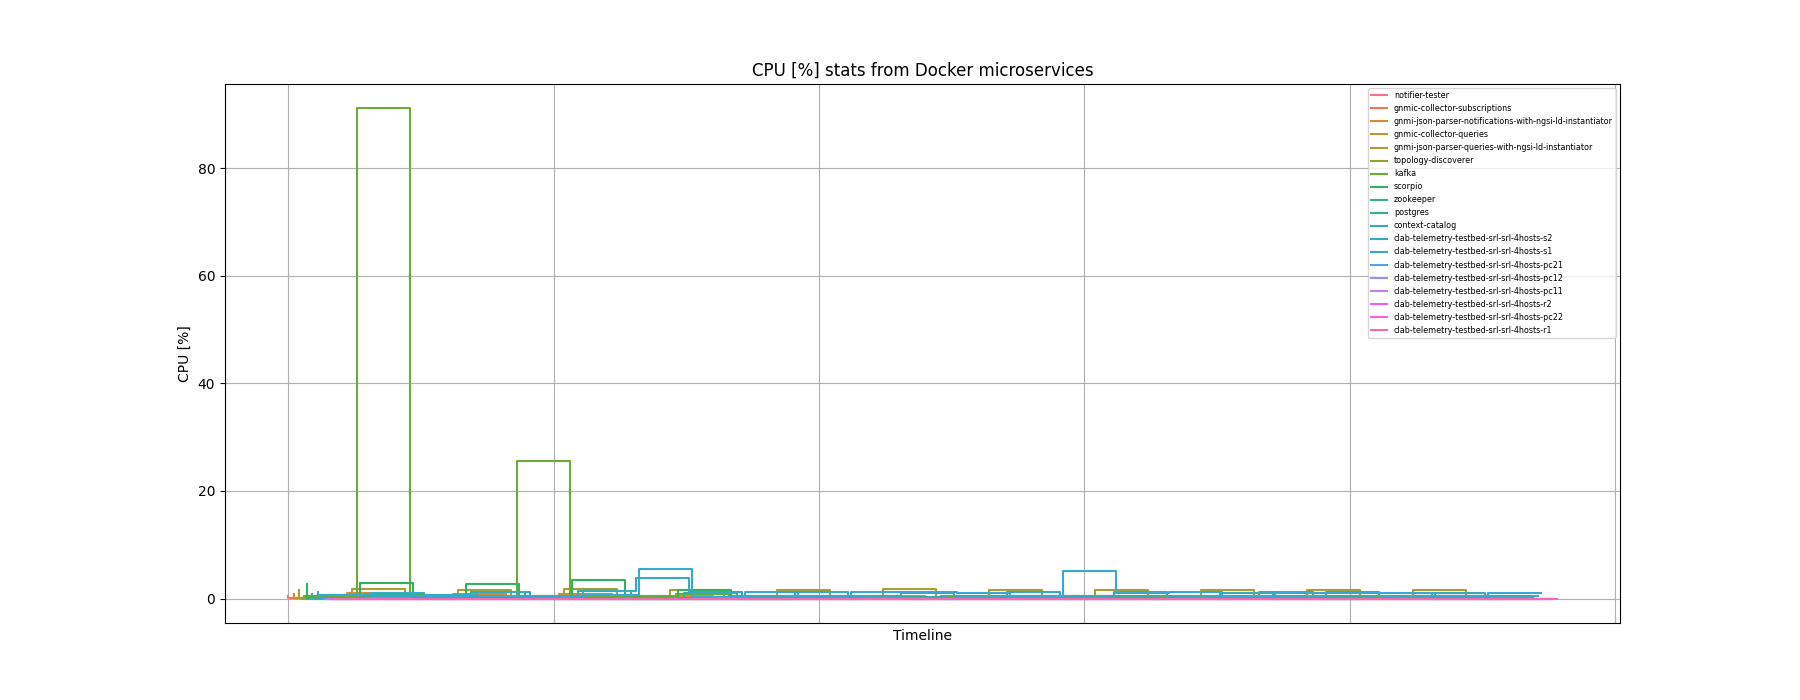 CPU [%] stats from Docker microservices
notifier-tester
gnmic-collector-subscriptions
gnmi-json-parser-notifications-with-ngsi-ld-instantiator
gnmic-collector-queries
gnmi-json-parser-queries-with-ngsi-ld-instantiator
topology-discoverer
kafka
scorpio
zookeeper
postgres
context-catalog
clab-telemetry-testbed-srl-srl-4hosts-s2
clab-telemetry-testbed-srl-srl-4hosts-s1
clab-telemetry-testbed-srl-srl-4hosts-pc21
clab-telemetry-testbed-srl-srl-4hosts-pc12
clab-telemetry-testbed-srl-srl-4hosts-pc11
clab-telemetry-testbed-srl-srl-4hosts-r2
clab-telemetry-testbed-srl-srl-4hosts-pc22
clab-telemetry-testbed-srl-srl-4hosts-r1
80
60
40
20
0
CPU [%]
Timeline